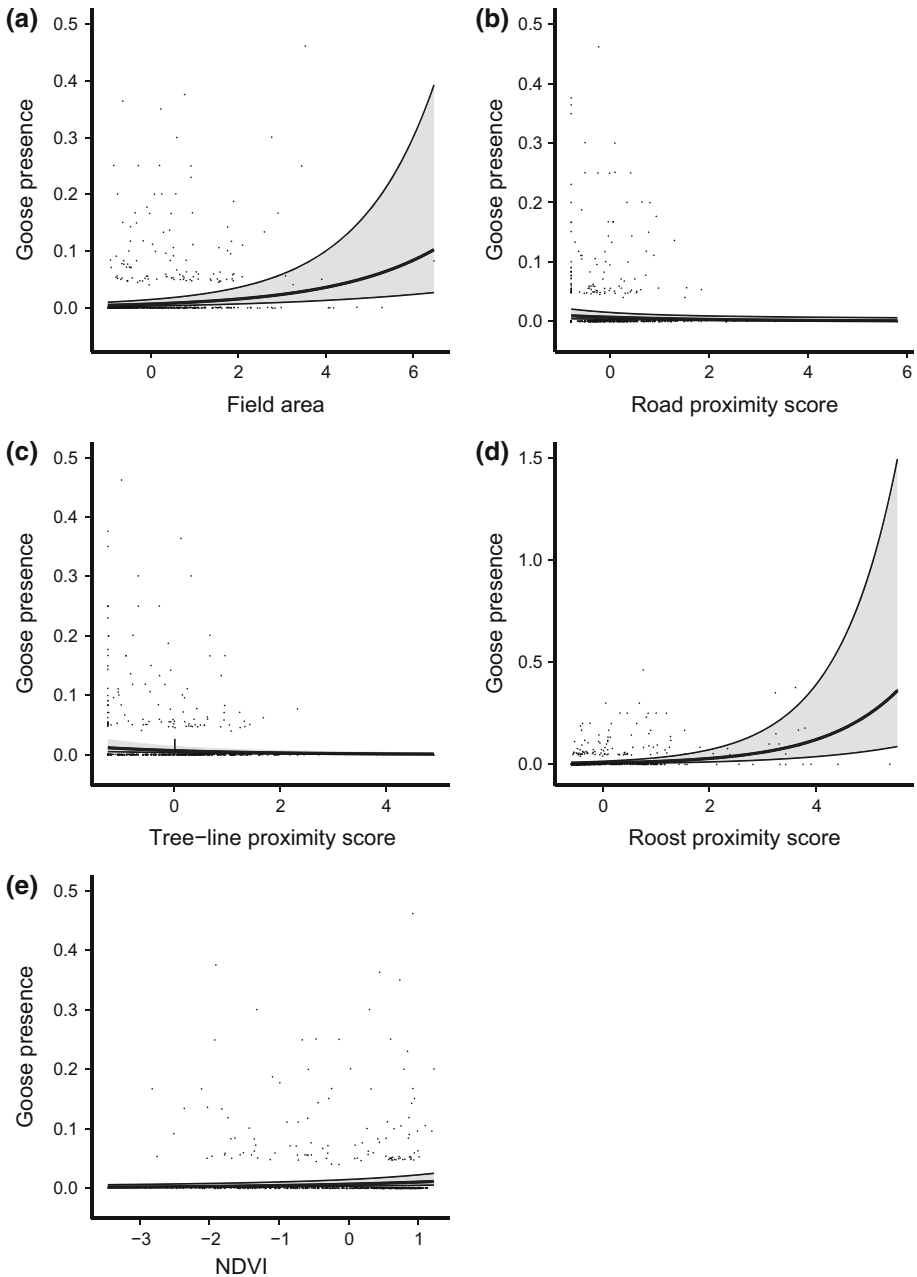 (a)
0.5
0.4
0.3
0.2
0.1
0.0
Goose presence
0 2 4 6
Field area
(b)
0.5
0.4
0.3
0.2
0.1
0.0
Goose presence
0 2 4 6
Road proximity score
(c)
0.5
0.4
0.3
0.2
0.1
0.0
Goose presence
0 2 4
Tree−line proximity score
(d)
1.5
1.0
0.5
0.0
Goose presence
0 2 4
Roost proximity score
(e)
0.5
0.4
0.3
0.2
0.1
0.0
Goose presence
−3 −2 −1 0 1
NDVI